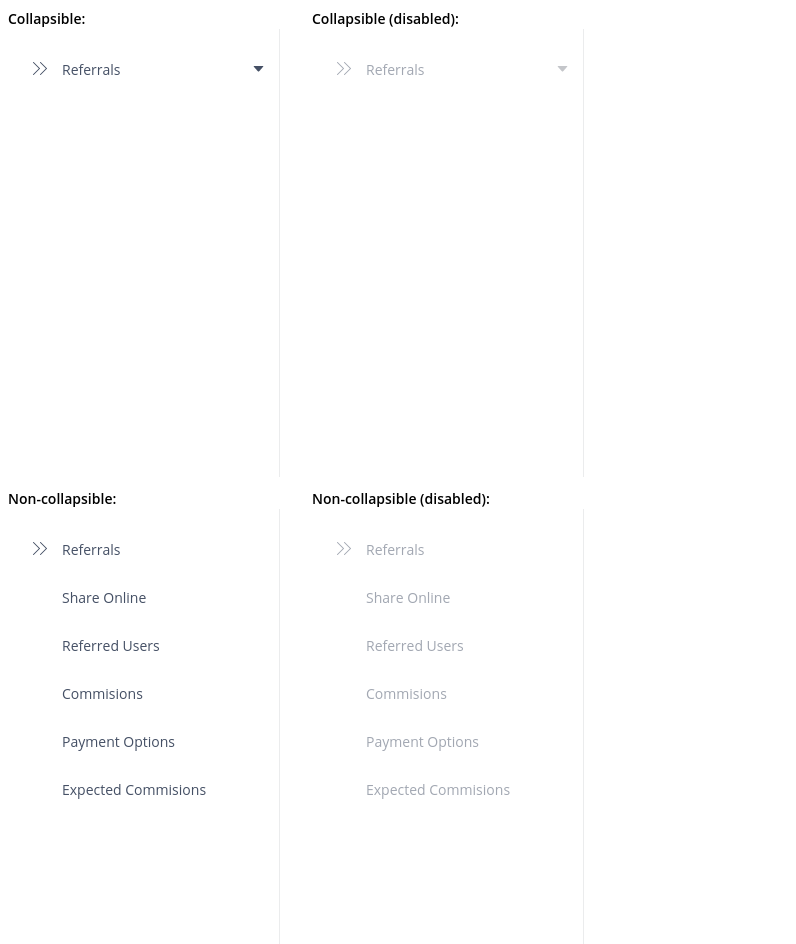 Collapsible:
Collapsible (disabled):
Referrals
Referrals
Non-collapsible:
Non-collapsible (disabled):
Referrals
Referrals
Share Online
Share Online
Referred Users
Referred Users
Commisions
Commisions
Payment Options
Payment Options
Expected Commisions
Expected Commisions